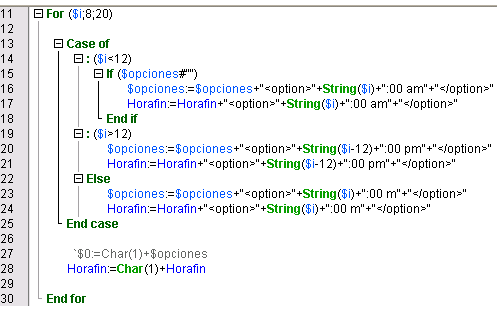 11 For ($i;8;20)
12
13 Case of
14 : ($i<12)
15 If ($opciones#"")
16 $opciones:=$opciones+"<option>"+String($i)+":00 am"+"</option>"
17 Horafin:=Horafin+"<option>"+String($i)+":00 am"+"</option>"
18 End if
19 : ($i>12)
20 $opciones:=$opciones+"<option>"+String($i-12)+":00 pm"+"</option>"
21 Horafin:=Horafin+"<option>"+String($i-12)+":00 pm"+"</option>"
22 Else
23 $opciones:=$opciones+"<option>"+String($i)+":00 m"+"</option>"
24 Horafin:=Horafin+"<option>"+String($i)+":00 m"+"</option>"
25 End case
26
27 `$0:=Char(1)+$opciones
28 Horafin:=Char(1)+Horafin
29
30 End for